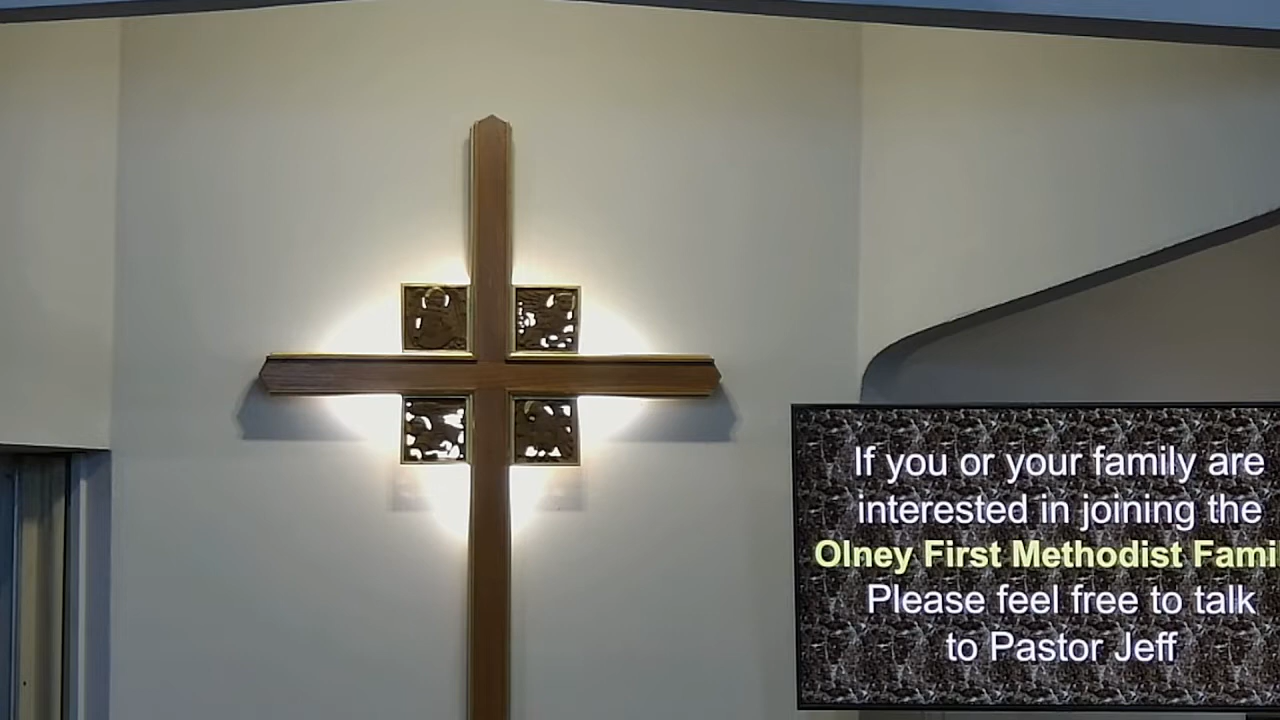 If you or your family are
interested in joining the
Olney First Methodist Fami
Please feel free to talk
to Pastor Jeff